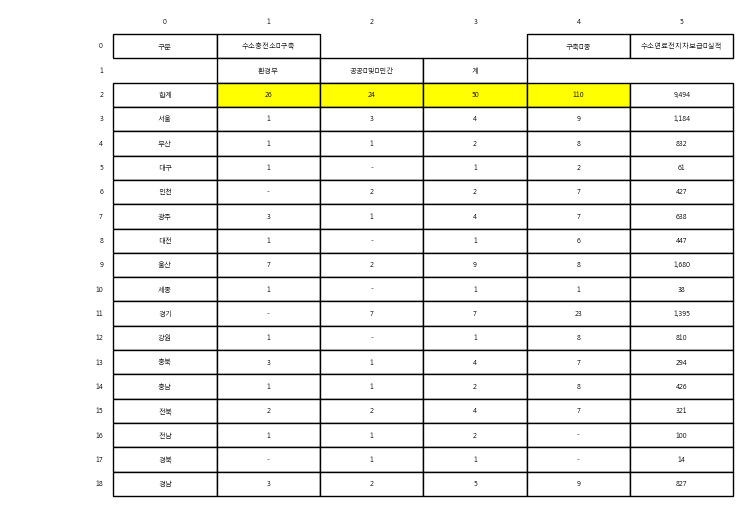 0 1 2 3 4 5
0 구분 수소충전소▯구축 구축▯중 수소연료전지차보급▯실적
1 환경부 공공▯및▯민간 계
2 합계 26 24 50 110 9,494
3 서울 1 3 4 9 1,184
4 부산 1 1 2 8 832
5 대구 1 - 1 2 61
6 인천 - 2 2 7 427
7 광주 3 1 4 7 638
8 대전 1 - 1 6 447
9 울산 7 2 9 8 1,680
10 세종 1 - 1 1 38
11 경기 - 7 7 23 1,395
12 강원 1 - 1 8 810
13 충북 3 1 4 7 294
14 충남 1 1 2 8 426
15 전북 2 2 4 7 321
16 전남 1 1 2 - 100
17 경북 - 1 1 - 14
18 경남 3 2 5 9 827